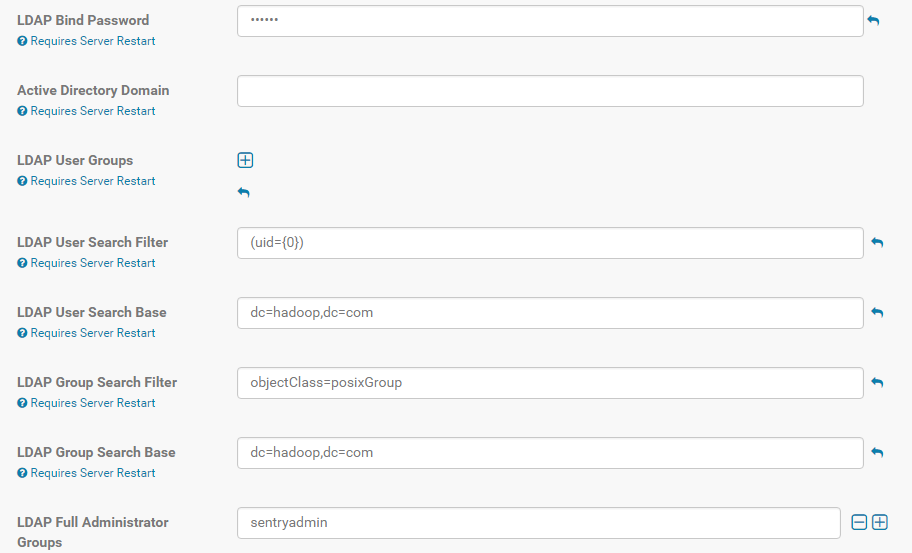 LDAP Bind Password
••••••
Requires Server Restart
Active Directory Domain
Requires Server Restart
LDAP User Groups
Requires Server Restart
LDAP User Search Filter
(uid={0})
Requires Server Restart
LDAP User Search Base
dc=hadoop,dc=com
Requires Server Restart
LDAP Group Search Filter
objectClass=posixGroup
Requires Server Restart
LDAP Group Search Base
dc=hadoop,dc=com
Requires Server Restart
LDAP Full Administrator
Groups
sentryadmin